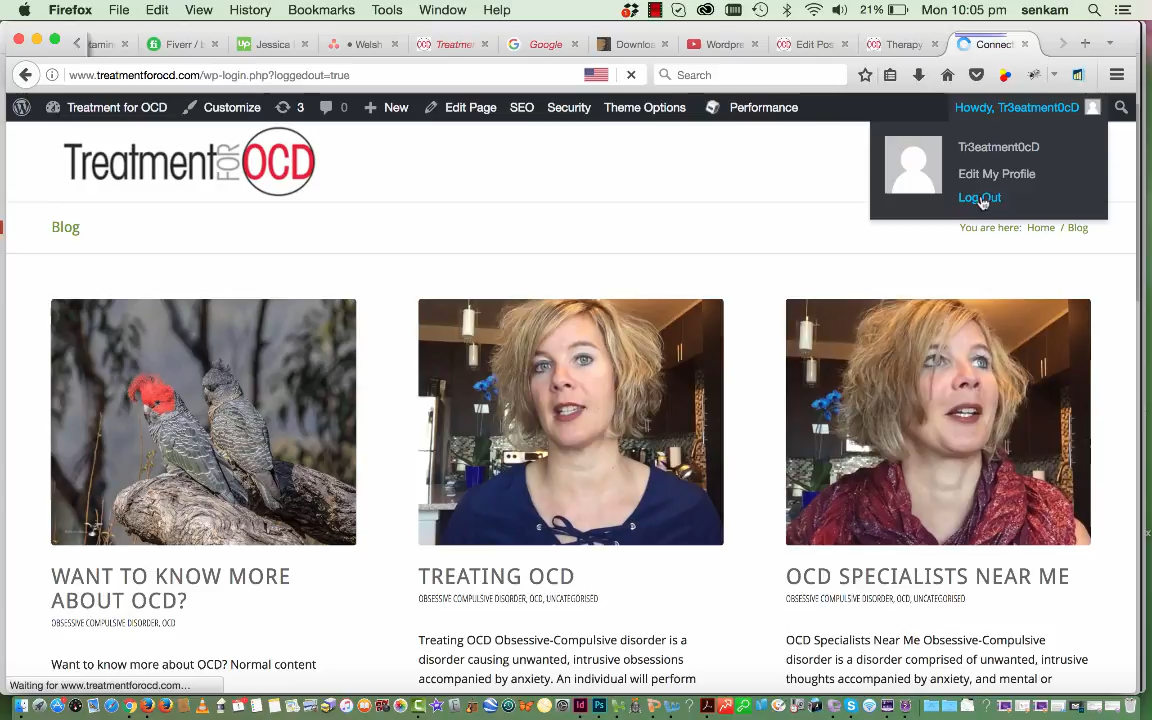 Firefox File Edit View History Bookmarks Tools Window Help 21% Mon 10:05 pm senkam
Fiverr / Jessica Welsh Treatme Google Downloa Wordpre Edit Pos Therapy Connect
www.treatmentforocd.com/wp-login.php?loggedout=true Search
Treatment for OCD Customize 3 0 New Edit Page SEO Security Theme Options Performance Howdy, Tr3eatment0cD
Tr3eatment0cD
Edit My Profile
Log Out
Treatment FOR OCD
Blog
You are here: Home / Blog
WANT TO KNOW MORE
ABOUT OCD?
OBSESSIVE COMPULSIVE DISORDER, OCD
Want to know more about OCD? Normal content
TREATING OCD
OBSESSIVE COMPULSIVE DISORDER, OCD, UNCATEGORISED
Treating OCD Obsessive-Compulsive disorder is a
disorder causing unwanted, intrusive obsessions
accompanied by anxiety. An individual will perform
OCD SPECIALISTS NEAR ME
OBSESSIVE COMPULSIVE DISORDER, OCD, UNCATEGORISED
OCD Specialists Near Me Obsessive-Compulsive
disorder is a disorder comprised of unwanted, intrusive
thoughts accompanied by anxiety, and mental or
Waiting for www.treatmentforocd.com...